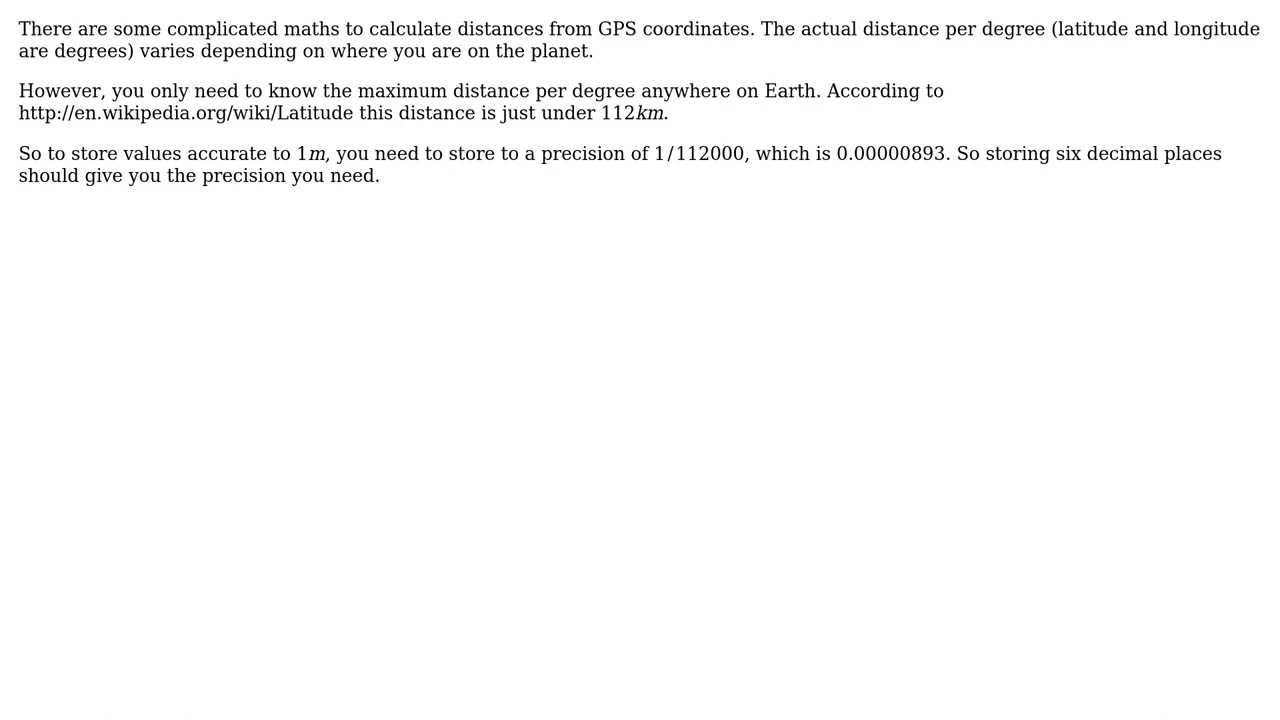 There are some complicated maths to calculate distances from GPS coordinates. The actual distance per degree (latitude and longitude
are degrees) varies depending on where you are on the planet.
However, you only need to know the maximum distance per degree anywhere on Earth. According to
http://en.wikipedia.org/wiki/Latitude this distance is just under 112km.
So to store values accurate to 1m, you need to store to a precision of 1/112000, which is 0.00000893. So storing six decimal places
should give you the precision you need.